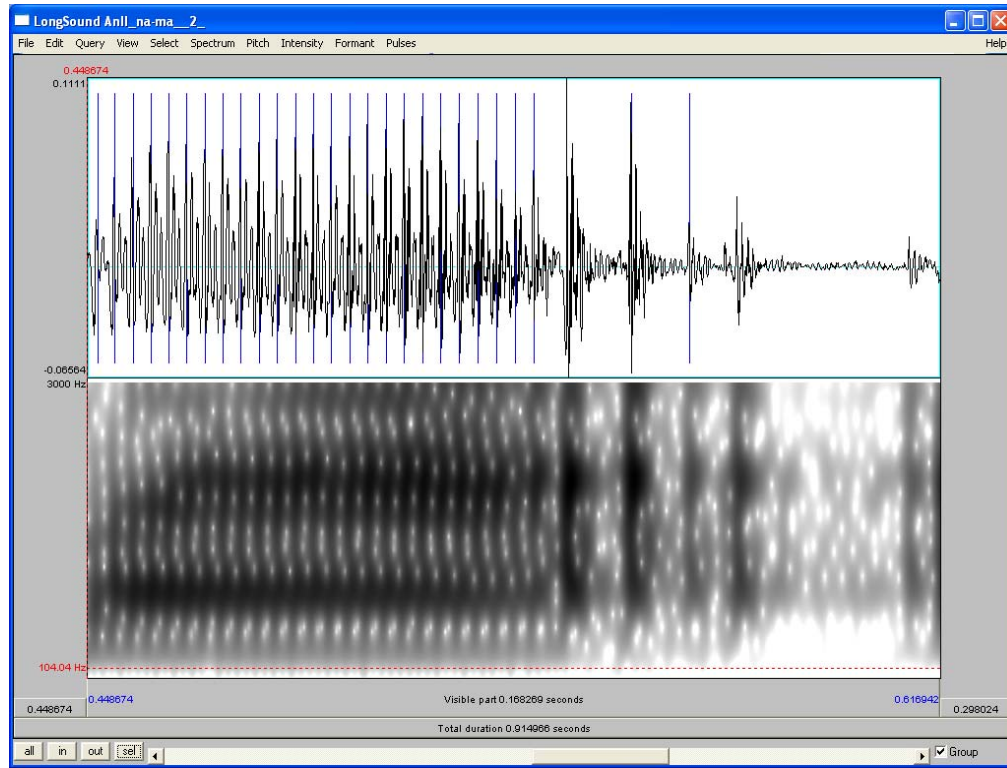 LongSound AnII_na-ma__2_
File Edit Query View Select Spectrum Pitch Intensity Formant Pulses Help
0.448674
0.1111
-0.06564
3000 Hz
104.04 Hz
0.448674 Visible part 0.168269 seconds 0.616942
0.448674 0.298024
Total duration 0.914966 seconds
all in out sel Group